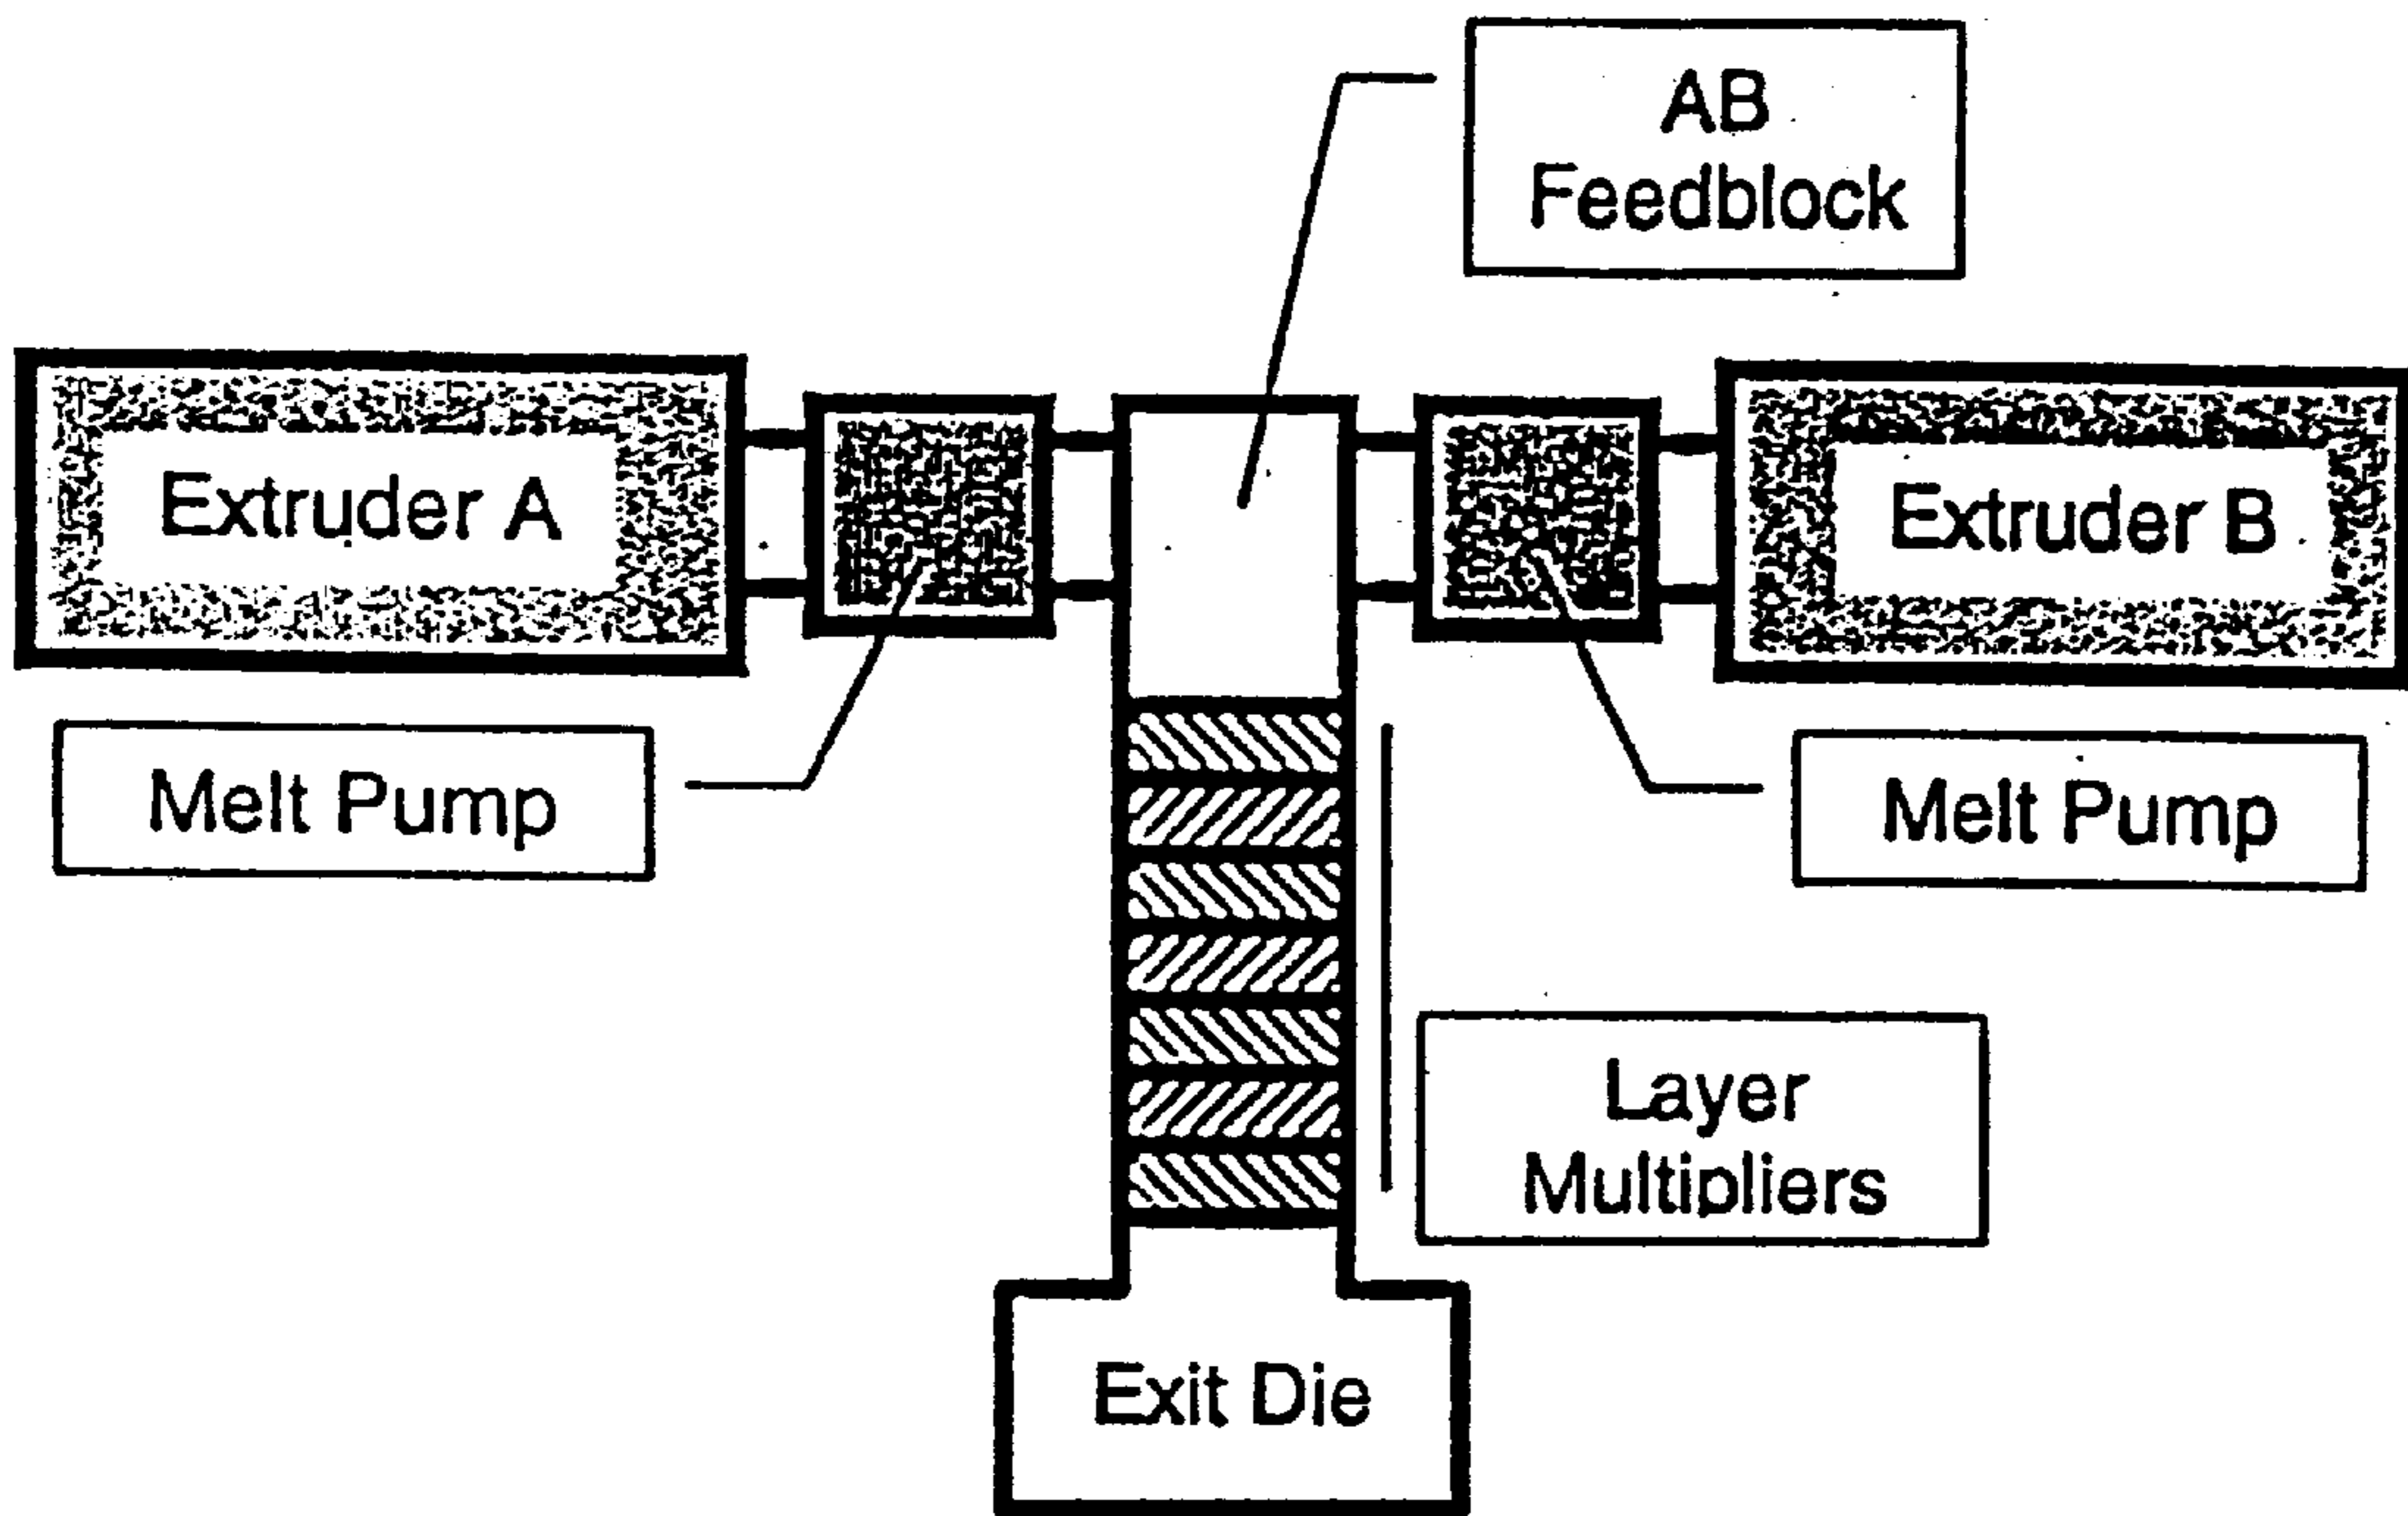 AB
Feedblock
Extruder A
Extruder B
Melt Pump
Melt Pump
Layer
Multipliers
Exit Die